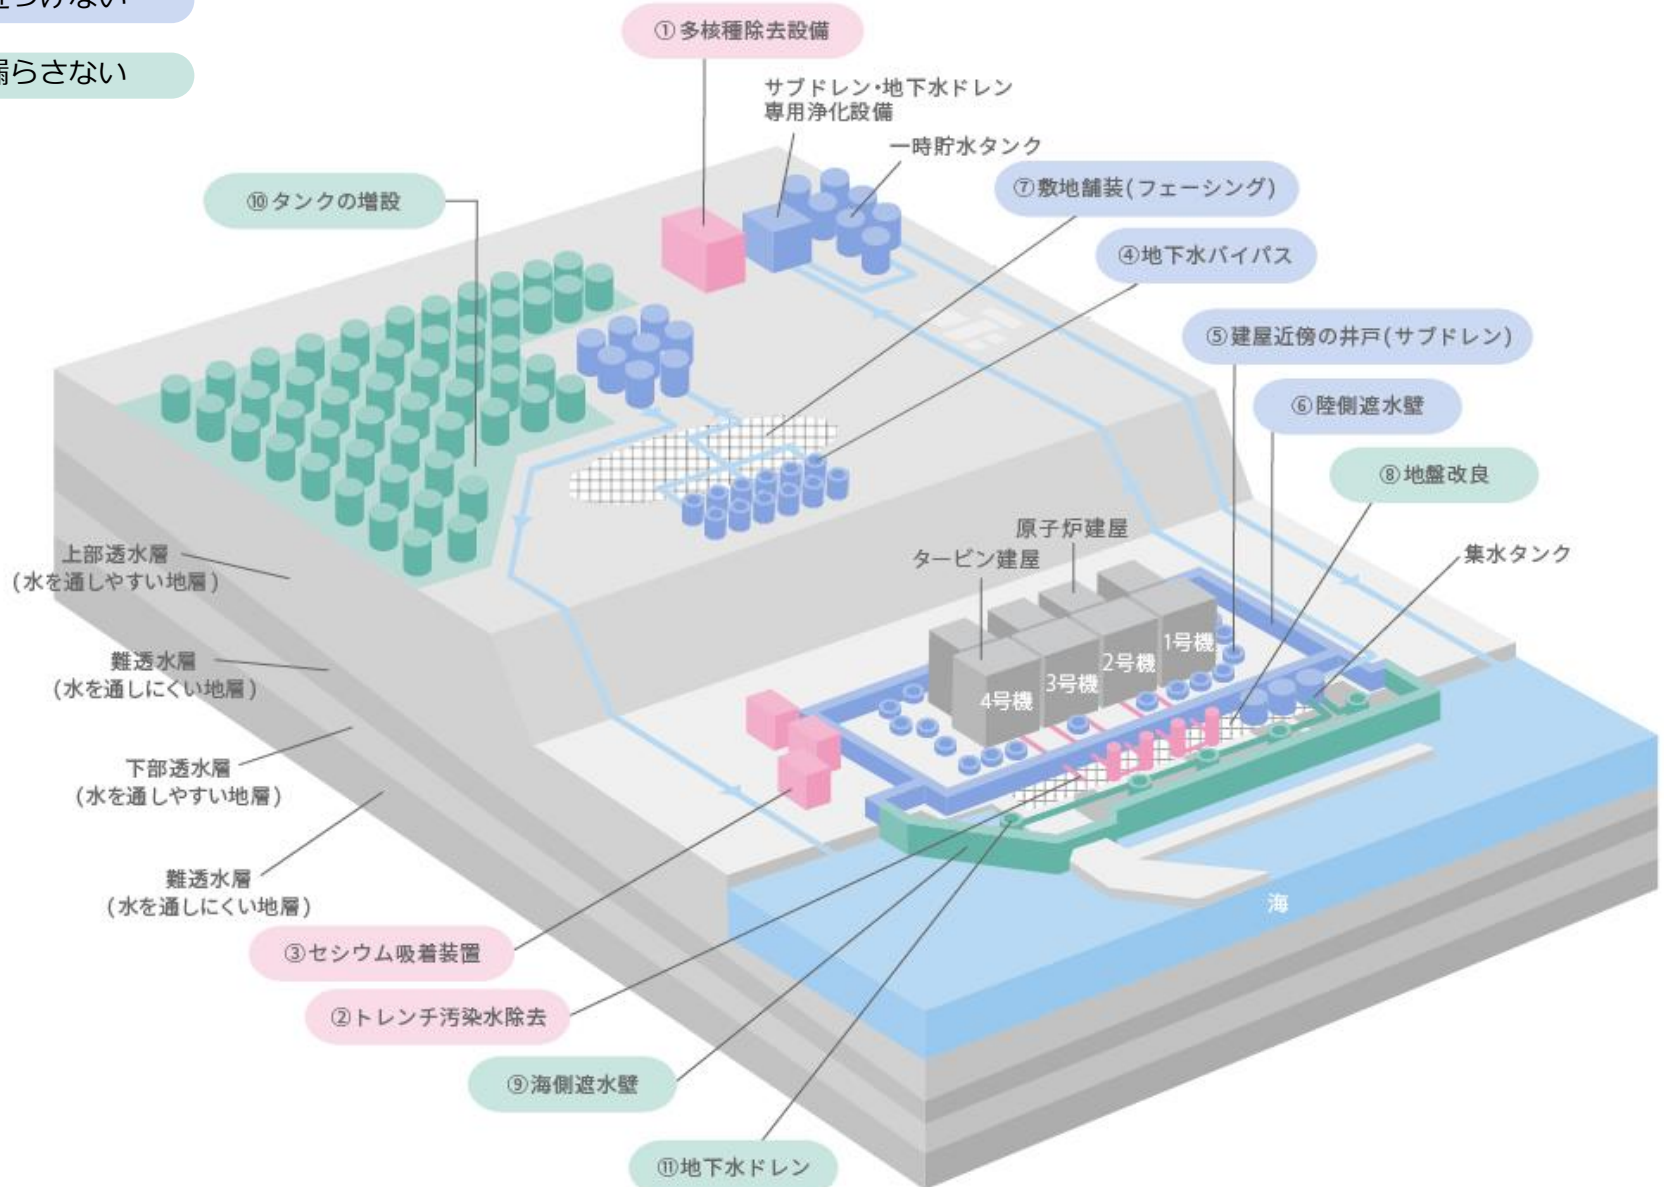 近づけない
漏らさない
①多核種除去設備
サブドレン・地下水ドレン
専用浄化設備
一時貯水タンク
⑦敷地舗装(フェーシング)
⑩タンクの増設
④地下水バイパス
⑤建屋近傍の井戸(サブドレン)
⑥陸側遮水壁
⑧地盤改良
原子炉建屋
タービン建屋
集水タンク
上部透水層
(水を通しやすい地層)
1号機
2号機
3号機
4号機
難透水層
(水を通しにくい地層)
下部透水層
(水を通しやすい地層)
難透水層
(水を通しにくい地層)
海
③セシウム吸着装置
②トレンチ汚染水除去
⑨海側遮水壁
⑪地下水ドレン